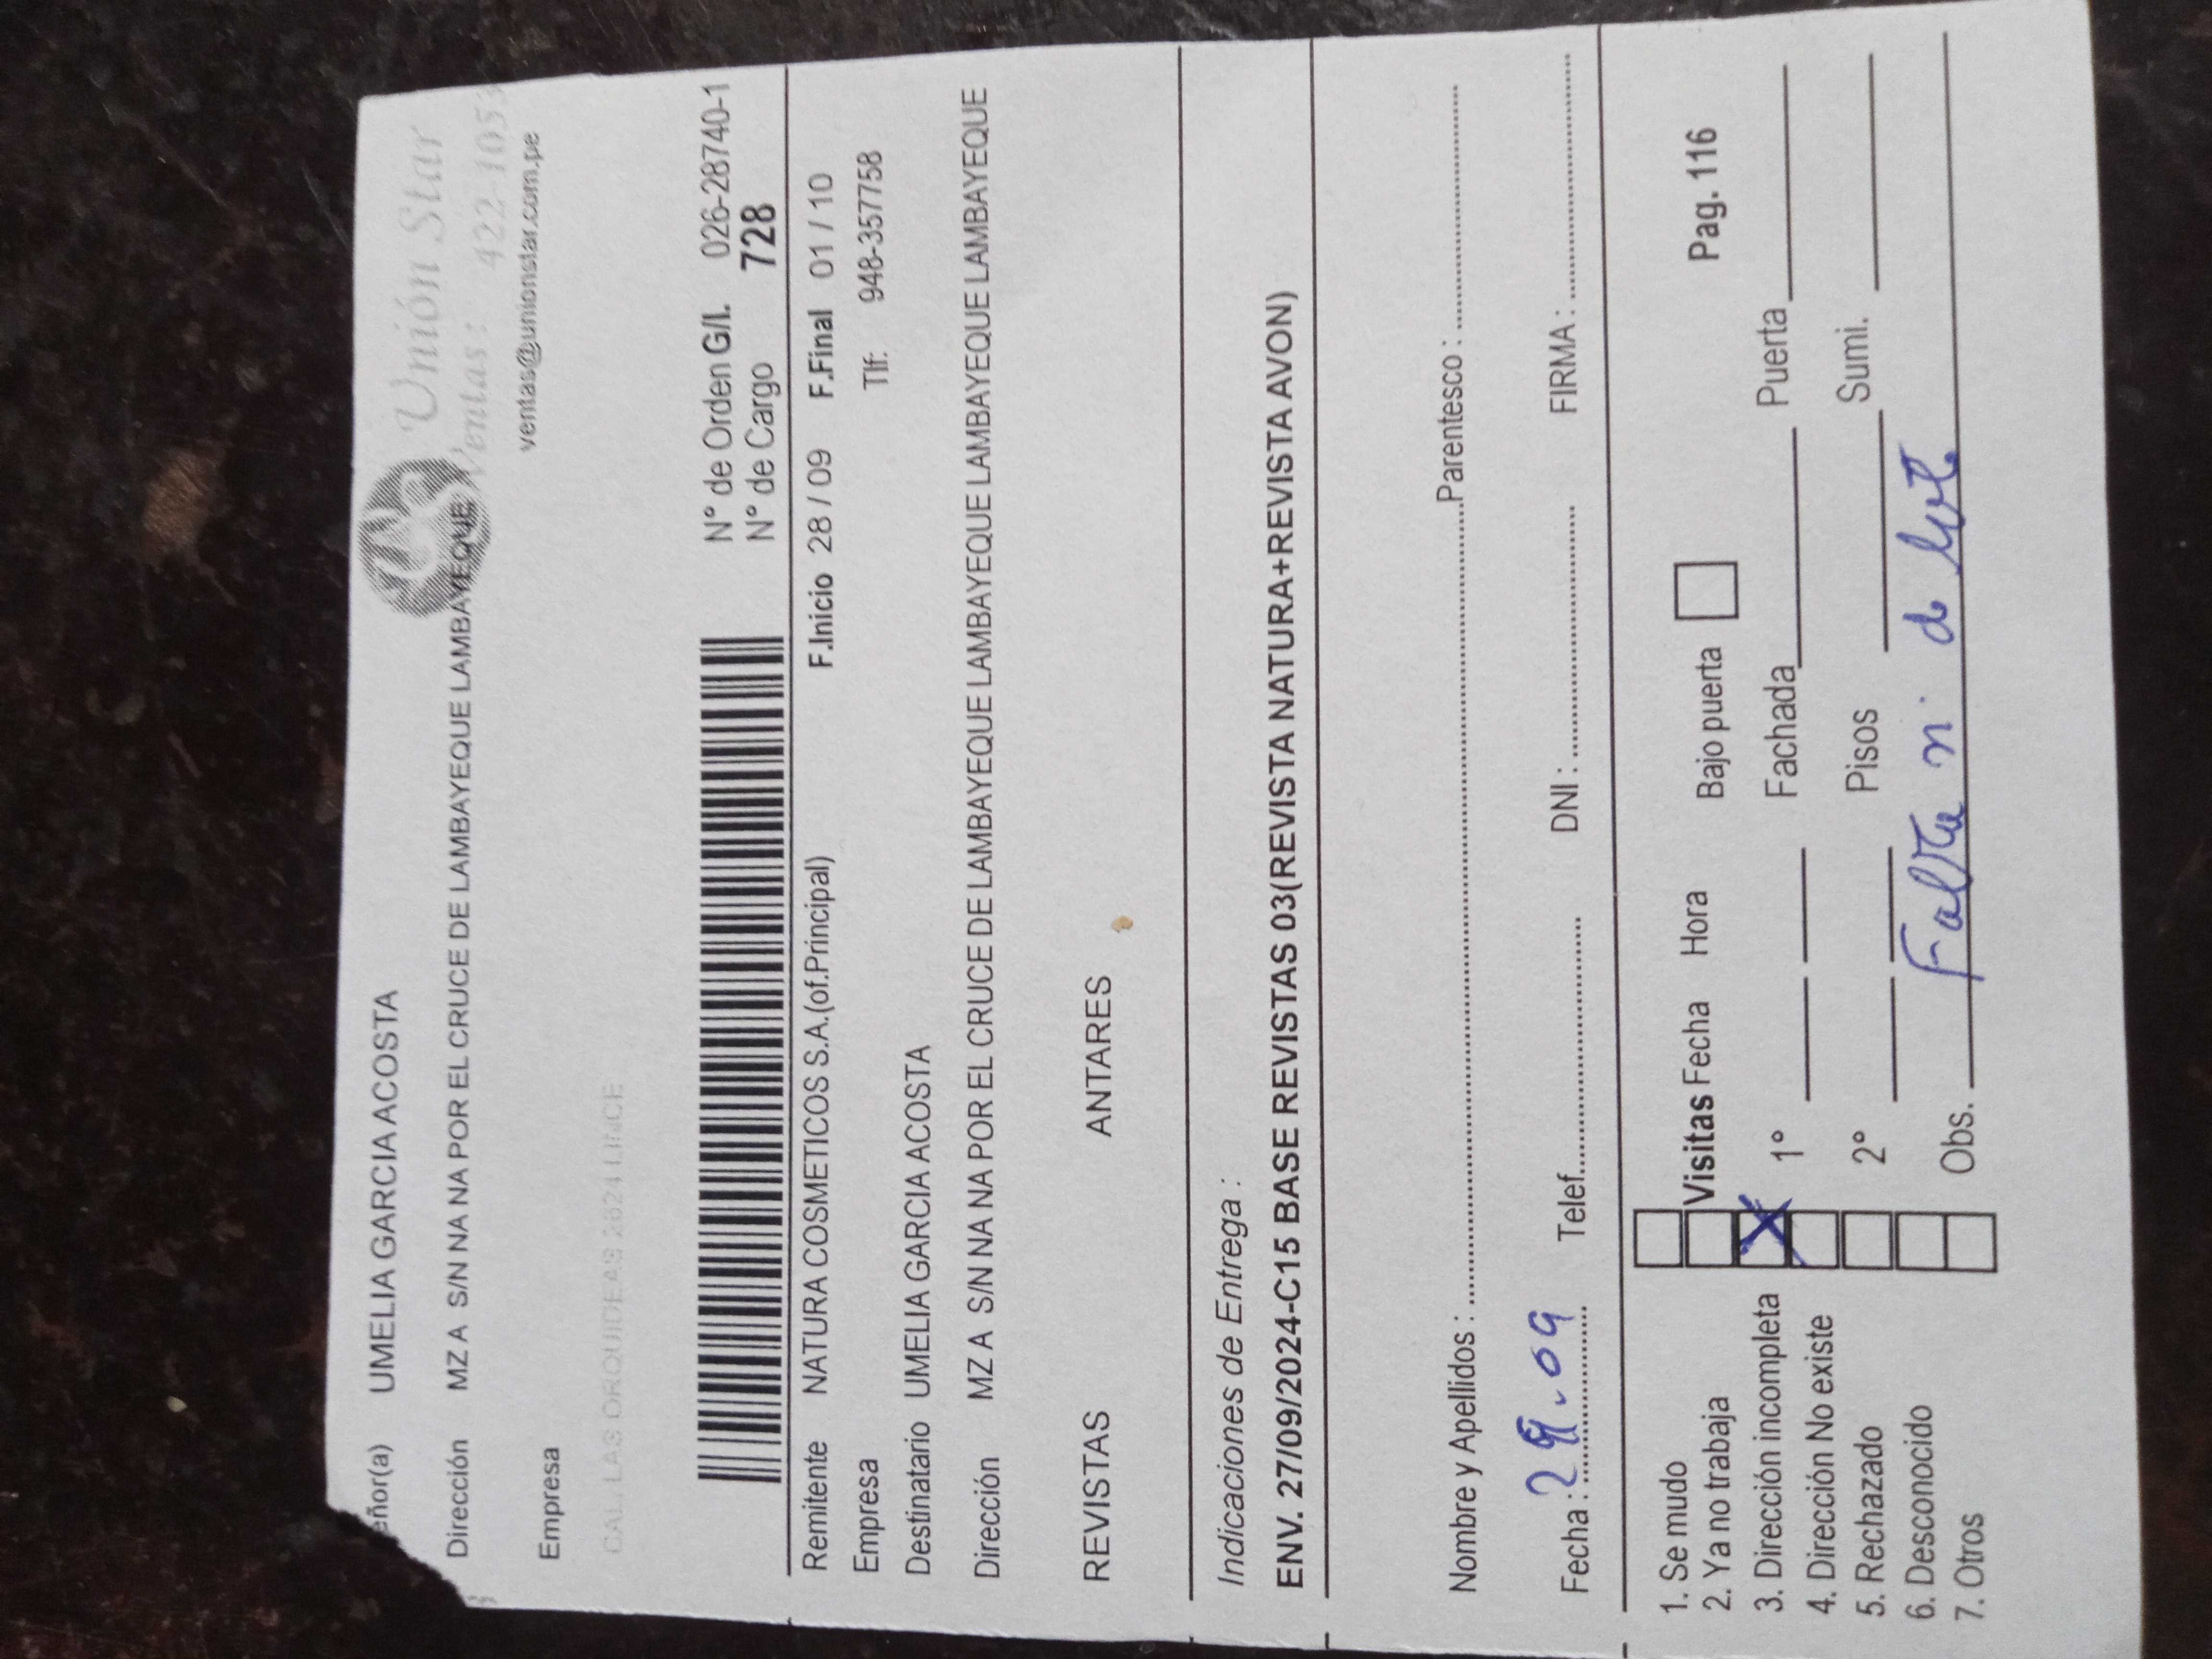 Unión Star
Ventas: 422-105
ventas@unionstar.com.pe
eñor(a) UMELIA GARCIA ACOSTA
Dirección MZ A S/N NA NA POR EL CRUCE DE LAMBAYEQUE LAMBAYEQUE
Empresa
CAL. LAS ORQUIDEAS 2624 LINCE
N° de Orden G/I. 026-28740-1
N° de Cargo 728
Remitente NATURA COSMETICOS S.A.(of.Principal) F.Inicio 28 / 09 F.Final 01 / 10
Empresa Tlf: 948-357758
Destinatario UMELIA GARCIA ACOSTA
Dirección MZ A S/N NA NA POR EL CRUCE DE LAMBAYEQUE LAMBAYEQUE LAMBAYEQUE LAMBAYEQUE
REVISTAS ANTARES
Indicaciones de Entrega :
ENV. 27/09/2024-C15 BASE REVISTAS 03(REVISTA NATURA+REVISTA AVON)
Nombre y Apellidos : Parentesco :
Fecha : 29.09 Telef. DNI : FIRMA :
1. Se mudo
2. Ya no trabaja Visitas Fecha Hora Bajo puerta Pag. 116
3. Dirección incompleta X 1° Fachada Puerta
4. Dirección No existe
5. Rechazado 2° Pisos Sumi.
6. Desconocido
7. Otros Obs. Falta n. de lote